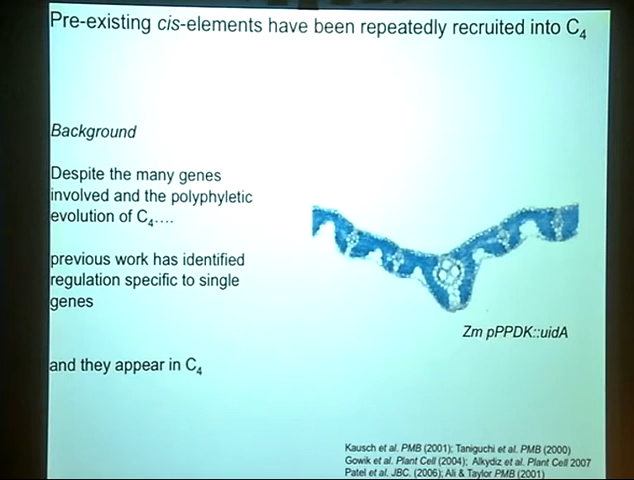 Pre-existing cis-elements have been repeatedly recruited into C4
Background
Despite the many genes
involved and the polyphyletic
evolution of C4....
previous work has identified
regulation specific to single
genes
and they appear in C4
Zm pPPDK::uidA
Kausch et al. PMB (2001); Taniguchi et al. PMB (2000)
Gowik et al. Plant Cell (2004); Alkydiz et al. Plant Cell 2007
Patel et al. JBC. (2006); Ali & Taylor PMB (2001)